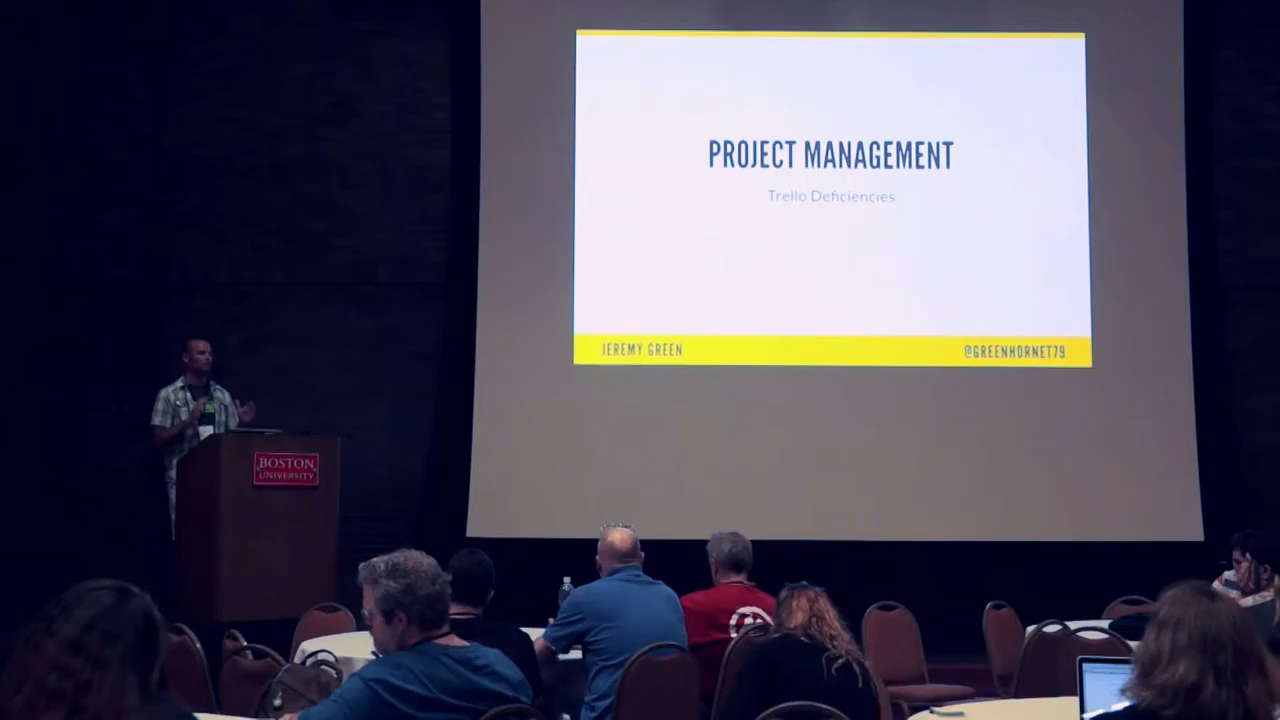 PROJECT MANAGEMENT
Trello Deficiencies
JEREMY GREEN
@GREENHORNET79
BOSTON
UNIVERSITY